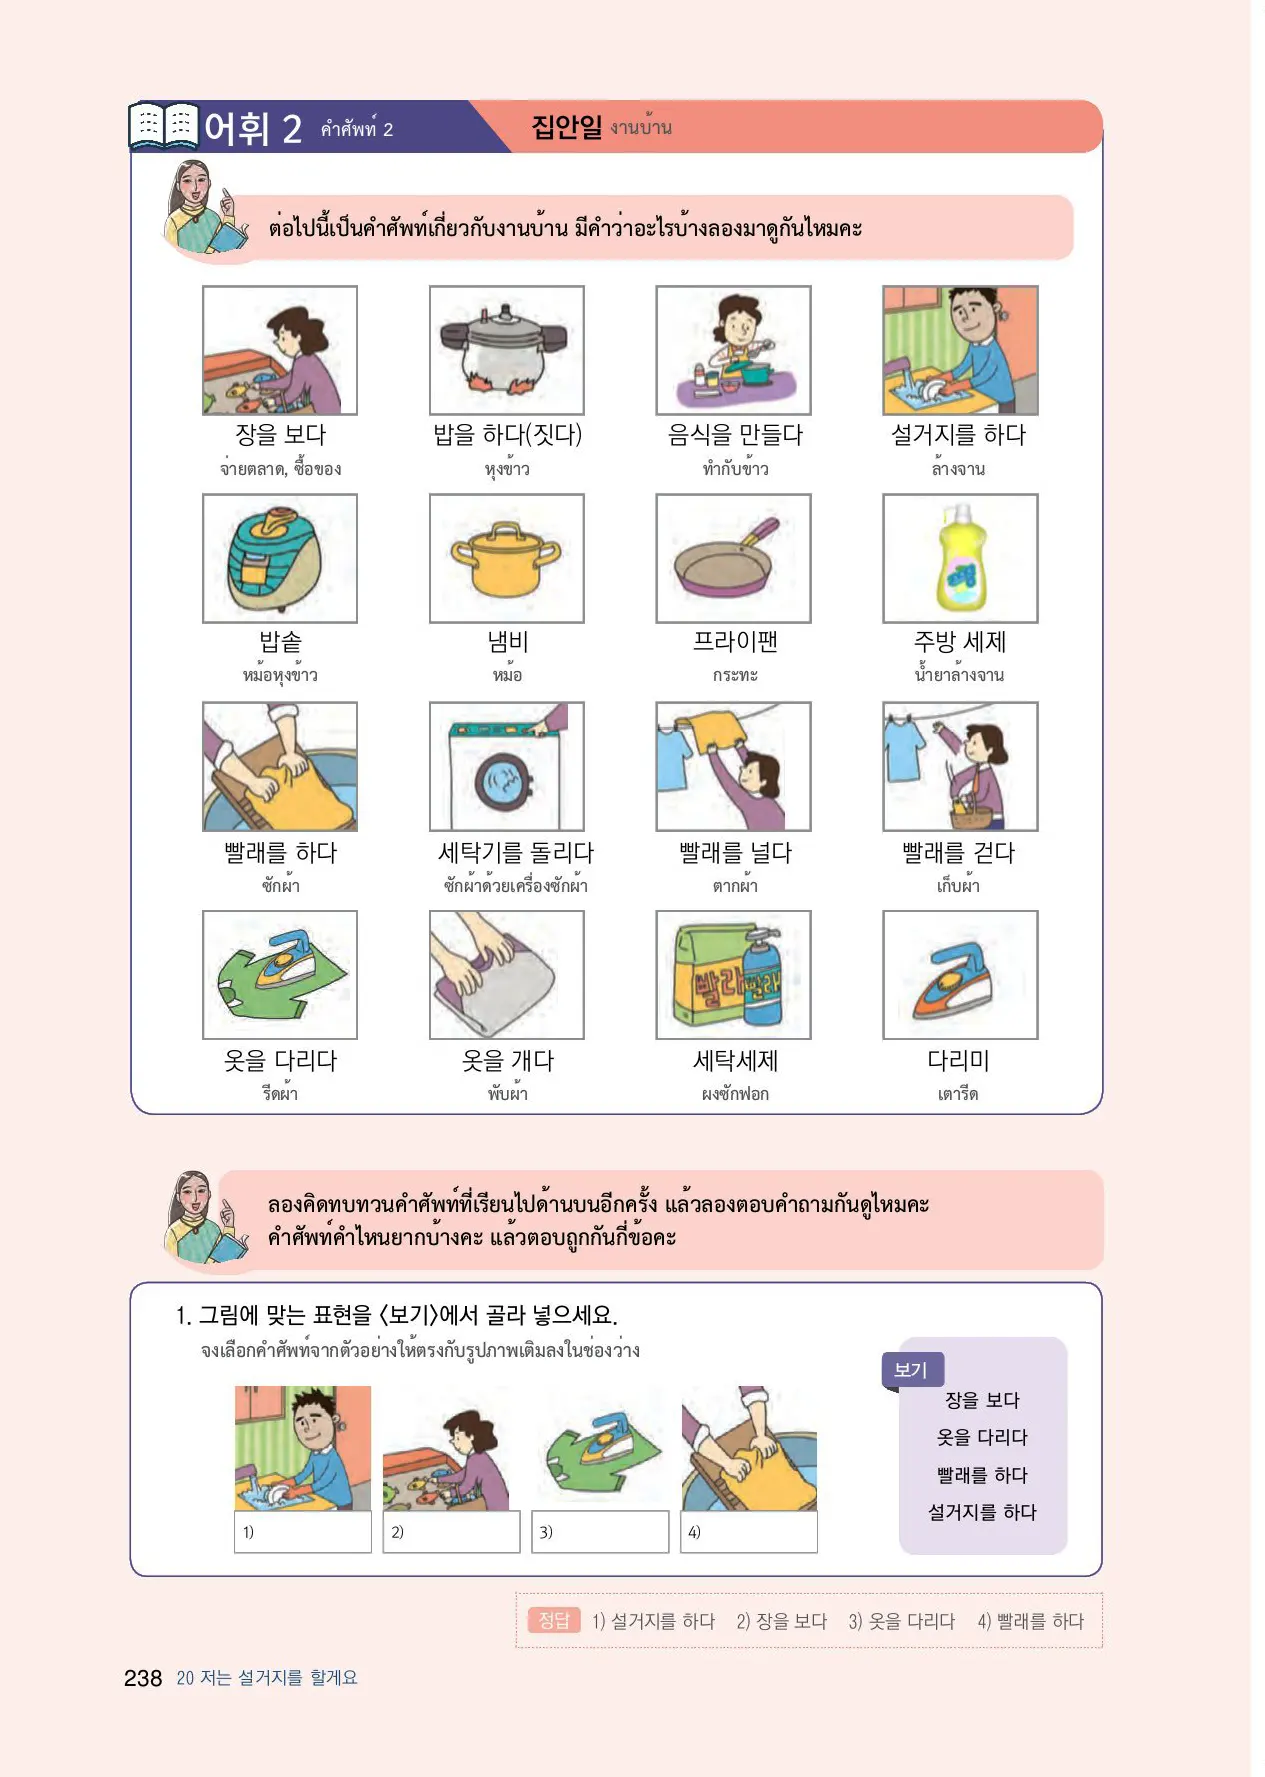 어휘 2 คำศัพท์ 2 집안일 งานบ้าน
ต่อไปนี้เป็นคำศัพท์เกี่ยวกับงานบ้าน มีคำว่าอะไรบ้างลองมาดูกันไหมคะ
장을 보다 밥을 하다(짓다) 음식을 만들다 설거지를 하다
จ่ายตลาด, ซื้อของ หุงข้าว ทำกับข้าว ล้างจาน
밥솥 냄비 프라이팬 주방 세제
หม้อหุงข้าว หม้อ กระทะ น้ำยาล้างจาน
빨래를 하다 세탁기를 돌리다 빨래를 널다 빨래를 걷다
ซักผ้า ซักผ้าด้วยเครื่องซักผ้า ตากผ้า เก็บผ้า
빨래
옷을 다리다 옷을 개다 세탁세제 다리미
รีดผ้า พับผ้า ผงซักฟอก เตารีด
ลองคิดทบทวนคำศัพท์ที่เรียนไปด้านบนอีกครั้ง แล้วลองตอบคำถามกันดูไหมคะ
คำศัพท์คำไหนยากบ้างคะ แล้วตอบถูกกันกี่ข้อคะ
1. 그림에 맞는 표현을 〈보기〉에서 골라 넣으세요.
จงเลือกคำศัพท์จากตัวอย่างให้ตรงกับรูปภาพเติมลงในช่องว่าง
보기
장을 보다
옷을 다리다
빨래를 하다
설거지를 하다
1) 2) 3) 4)
정답 1) 설거지를 하다 2) 장을 보다 3) 옷을 다리다 4) 빨래를 하다
238 20 저는 설거지를 할게요